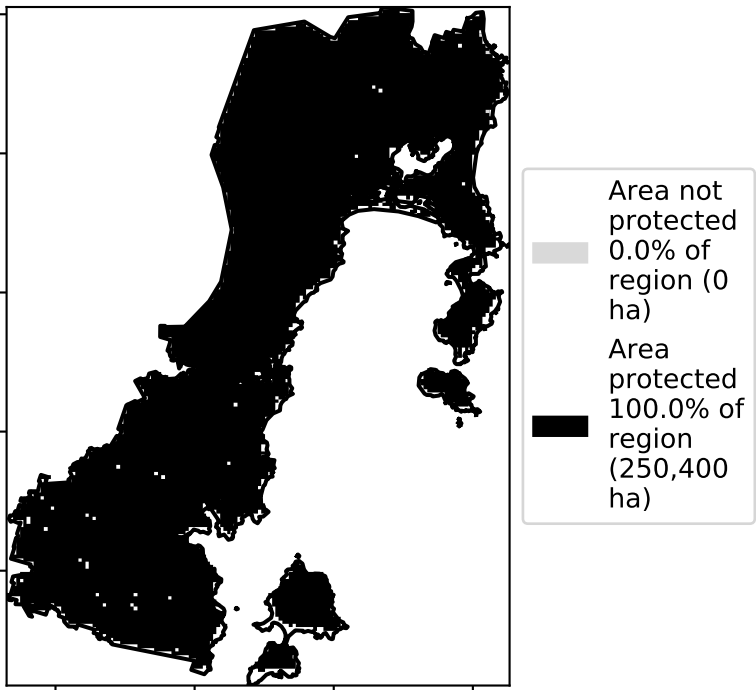 Area not
protected
0.0% of
region (0
ha)
Area
protected
100.0% of
region
(250,400
ha)